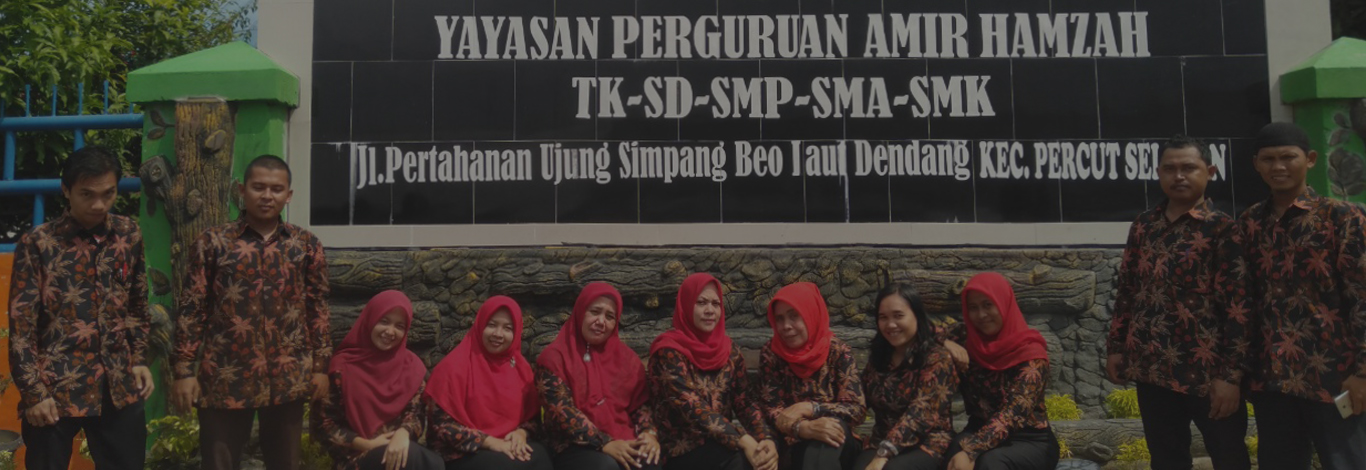 YAYASAN PERGURUAN AMIR HAMZAH
TK-SD-SMP-SMA-SMK
Jl.Pertahanan Ujung Simpang Beo Laut Dendang KEC. PERCUT